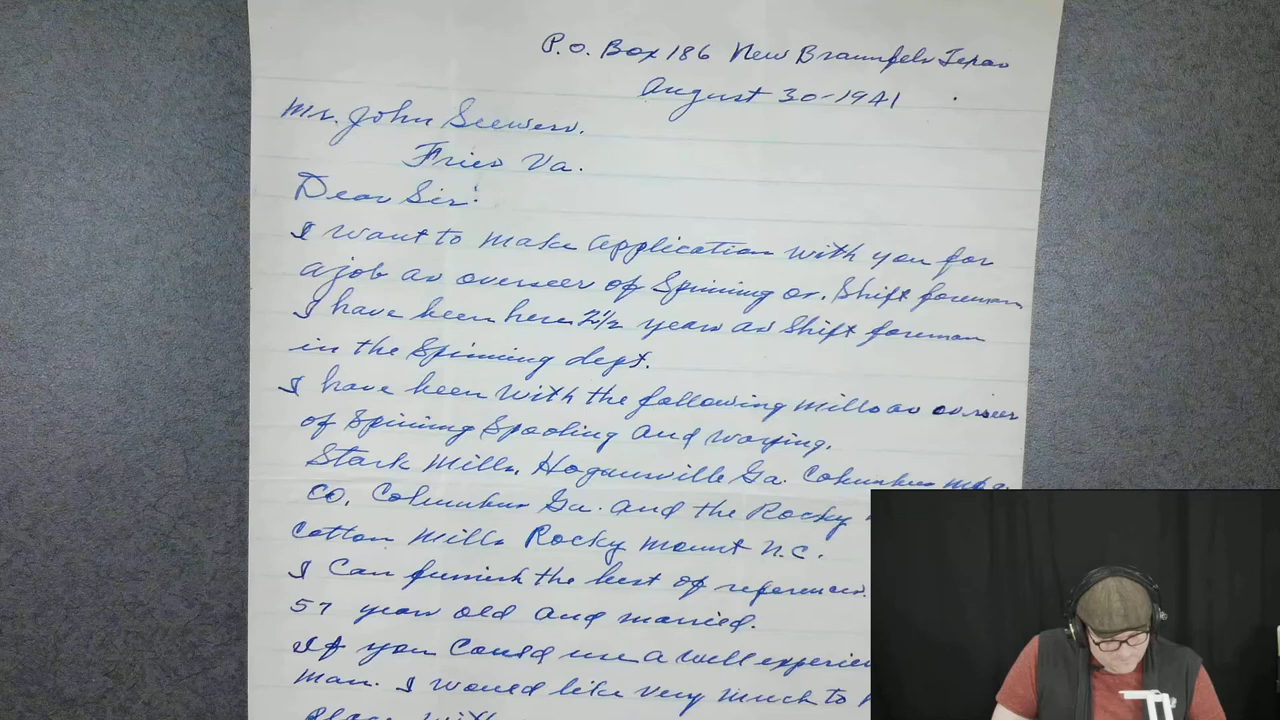 P.O. Box 186 New Braunfels Texas
August 30-1941
Mr. John Seewers.
Fries Va.
Dear Sir:
I want to make application with you for
a job as overseer of Spinning or. Shift foreman
I have been here 2½ years as Shift foreman
in the Spinning dept.
I have been with the following mills as overseer
of Spinning Spooling and warping.
Stark Mills. Hogansville Ga. Columbus Mfg.
Co. Columbus Ga. and the Rocky
Cotton Mills Rocky Mount N.C.
I can furnish the best of references.
57 years old and married.
If you could use a well
man. I would like very much to
place with